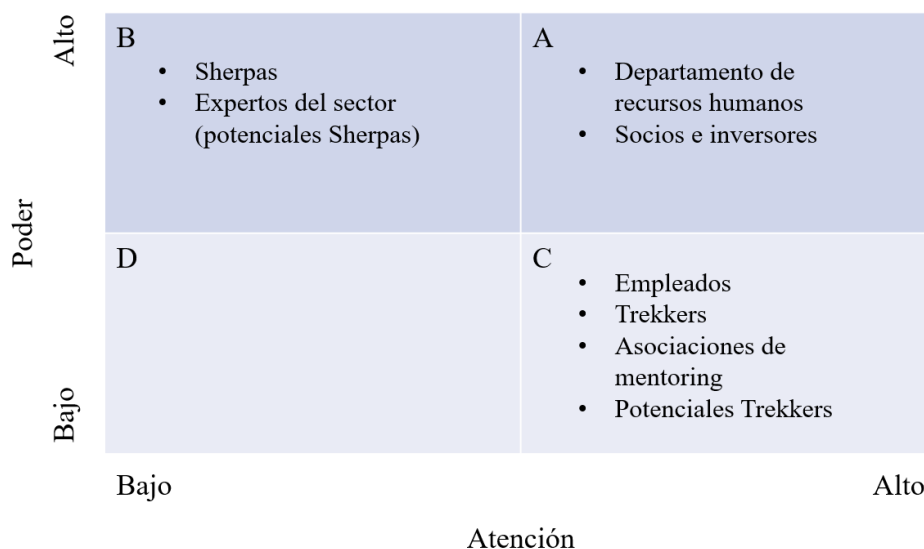 Alto
Poder
Bajo
B
• Sherpas
• Expertos del sector
(potenciales Sherpas)
A
• Departamento de
recursos humanos
• Socios e inversores
D
C
• Empleados
• Trekkers
• Asociaciones de
mentoring
• Potenciales Trekkers
Bajo
Alto
Atención